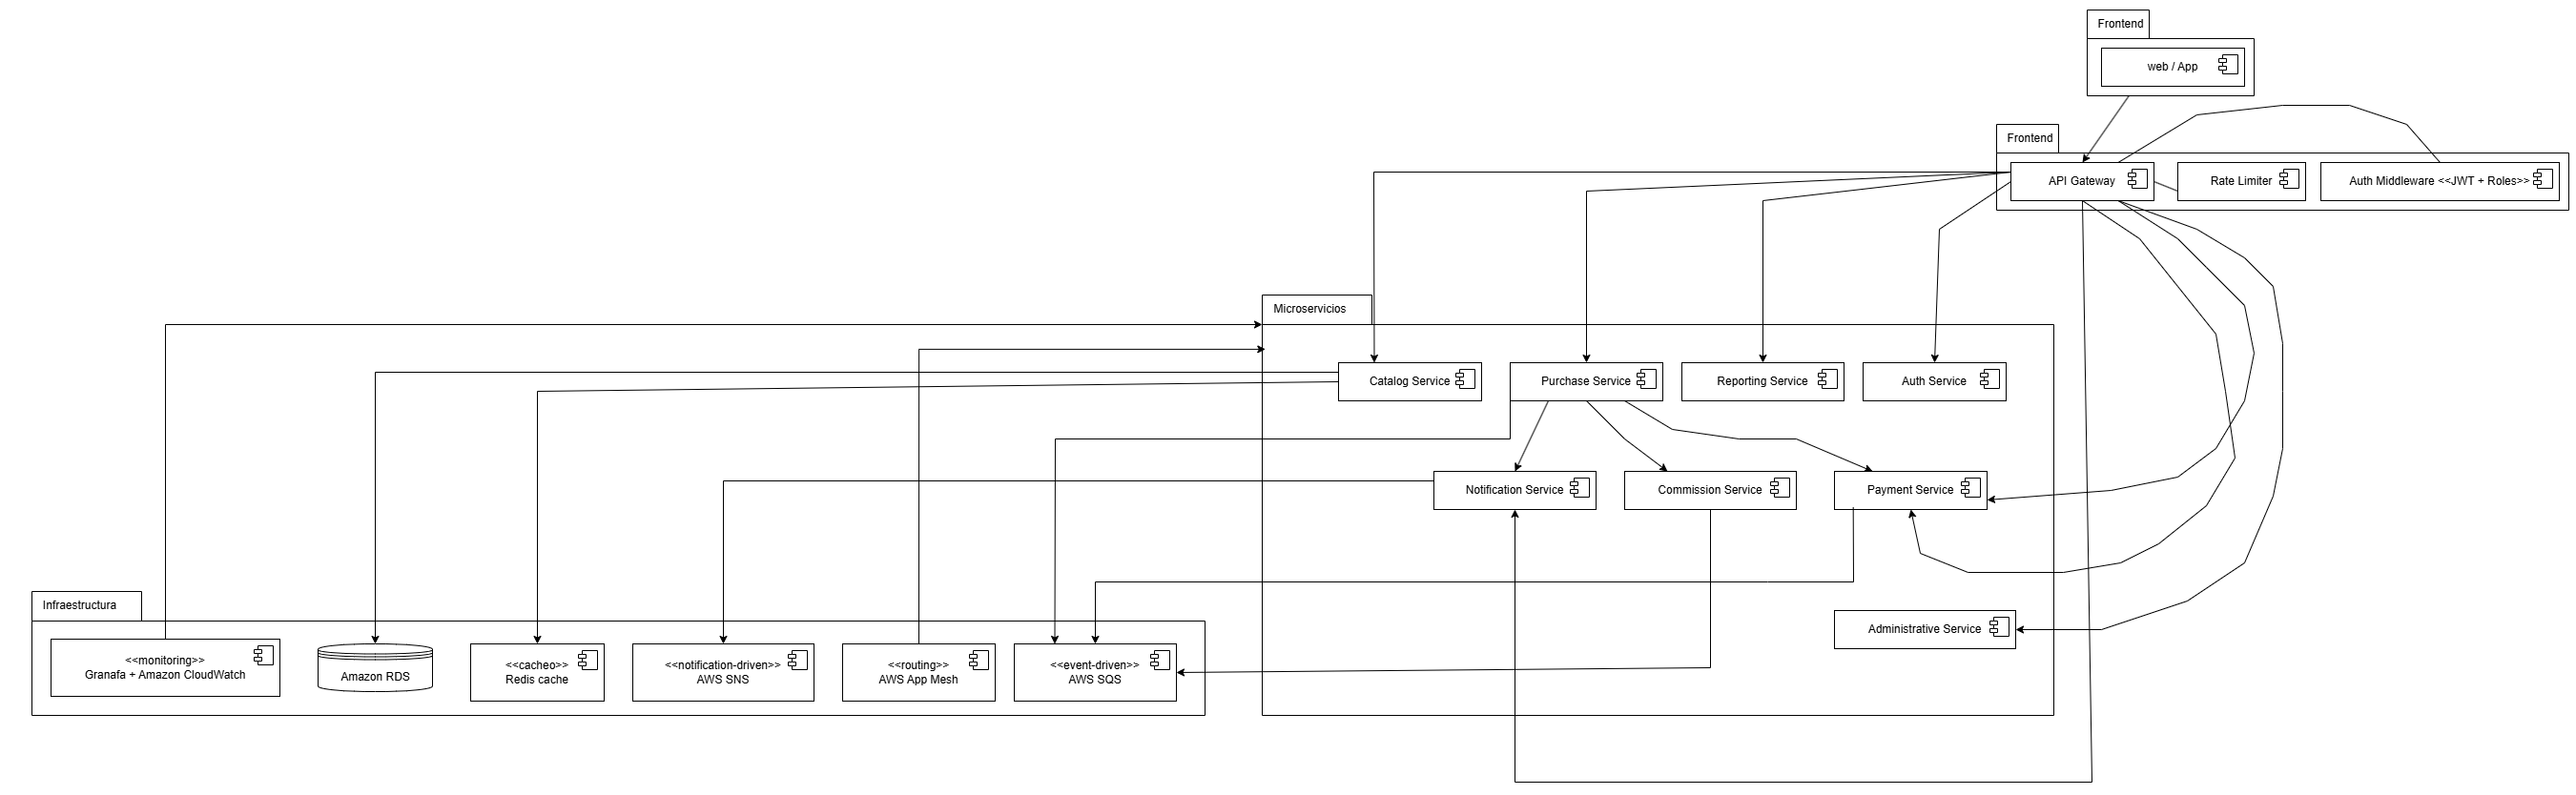 Frontend
web / App
Frontend
API Gateway
Rate Limiter
Auth Middleware <<JWT + Roles>>
Microservicios
Catalog Service
Purchase Service
Reporting Service
Auth Service
Notification Service
Commission Service
Payment Service
Administrative Service
Infraestructura
<<monitoring>>
Granafa + Amazon CloudWatch
Amazon RDS
<<cacheo>>
Redis cache
<<notification-driven>>
AWS SNS
<<routing>>
AWS App Mesh
<<event-driven>>
AWS SQS